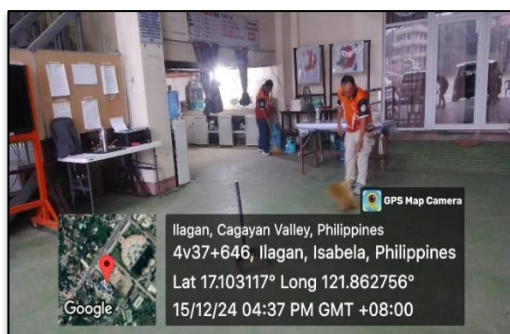 GPS Map Camera
Ilagan, Cagayan Valley, Philippines
4v37+646, Ilagan, Isabela, Philippines
Lat 17.103117° Long 121.862756°
15/12/24 04:37 PM GMT +08:00
Google